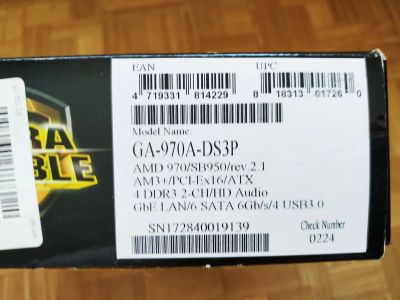 EAN
UPC
4 719331 814229
8 18313 01726 0
Model Name
GA-970A-DS3P
AMD 970/SB950/rev.2.1
AM3+/PCI-Ex16/ATX
4 DDR3 2-CH/HD Audio
GbE LAN/6 SATA 6Gb/s/4 USB3.0
SN172840019139
Check Number
0224